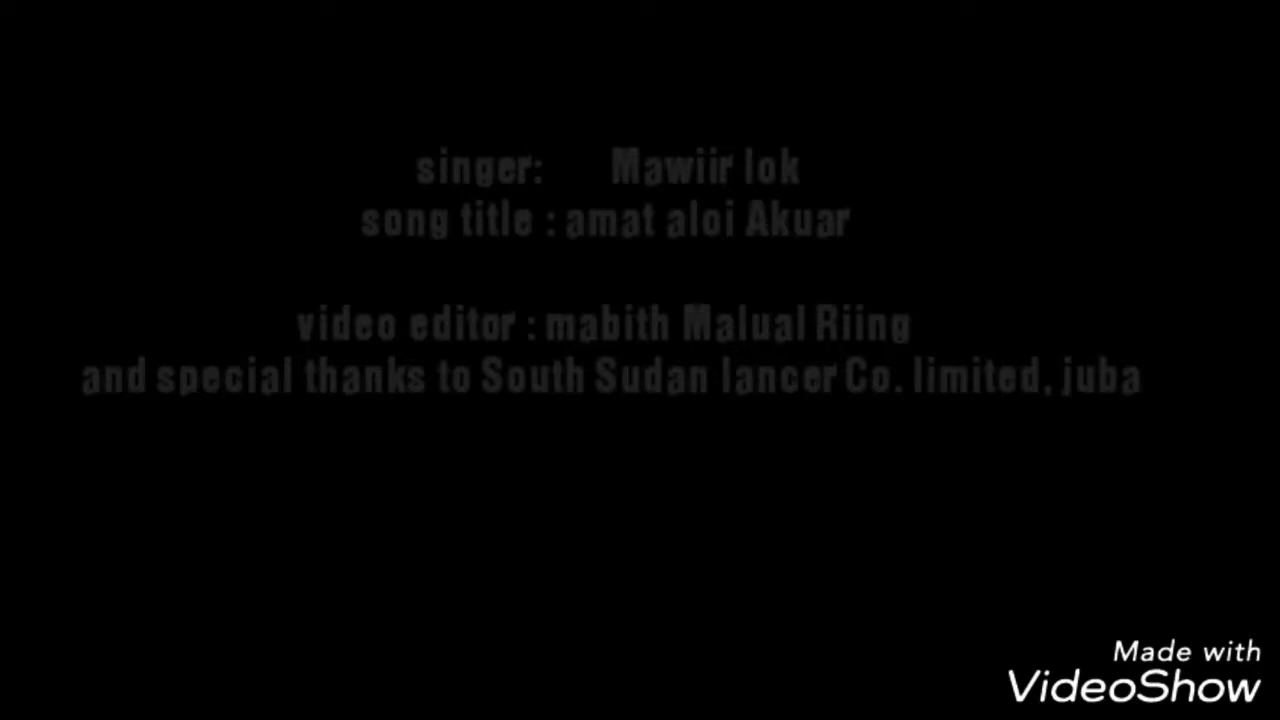 singer: Mawiir lok
song title : amat aloi Akuar
video editor : mabith Malual Riing
and special thanks to South Sudan lancer Co. limited, juba
Made with
VideoShow